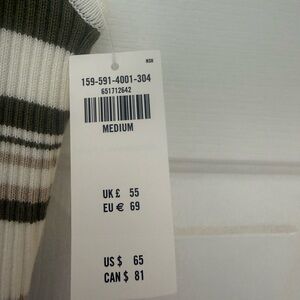 159-591-4001-304
651712642
MEDIUM
UK £ 55
EU € 69
US $ 65
CAN $ 81